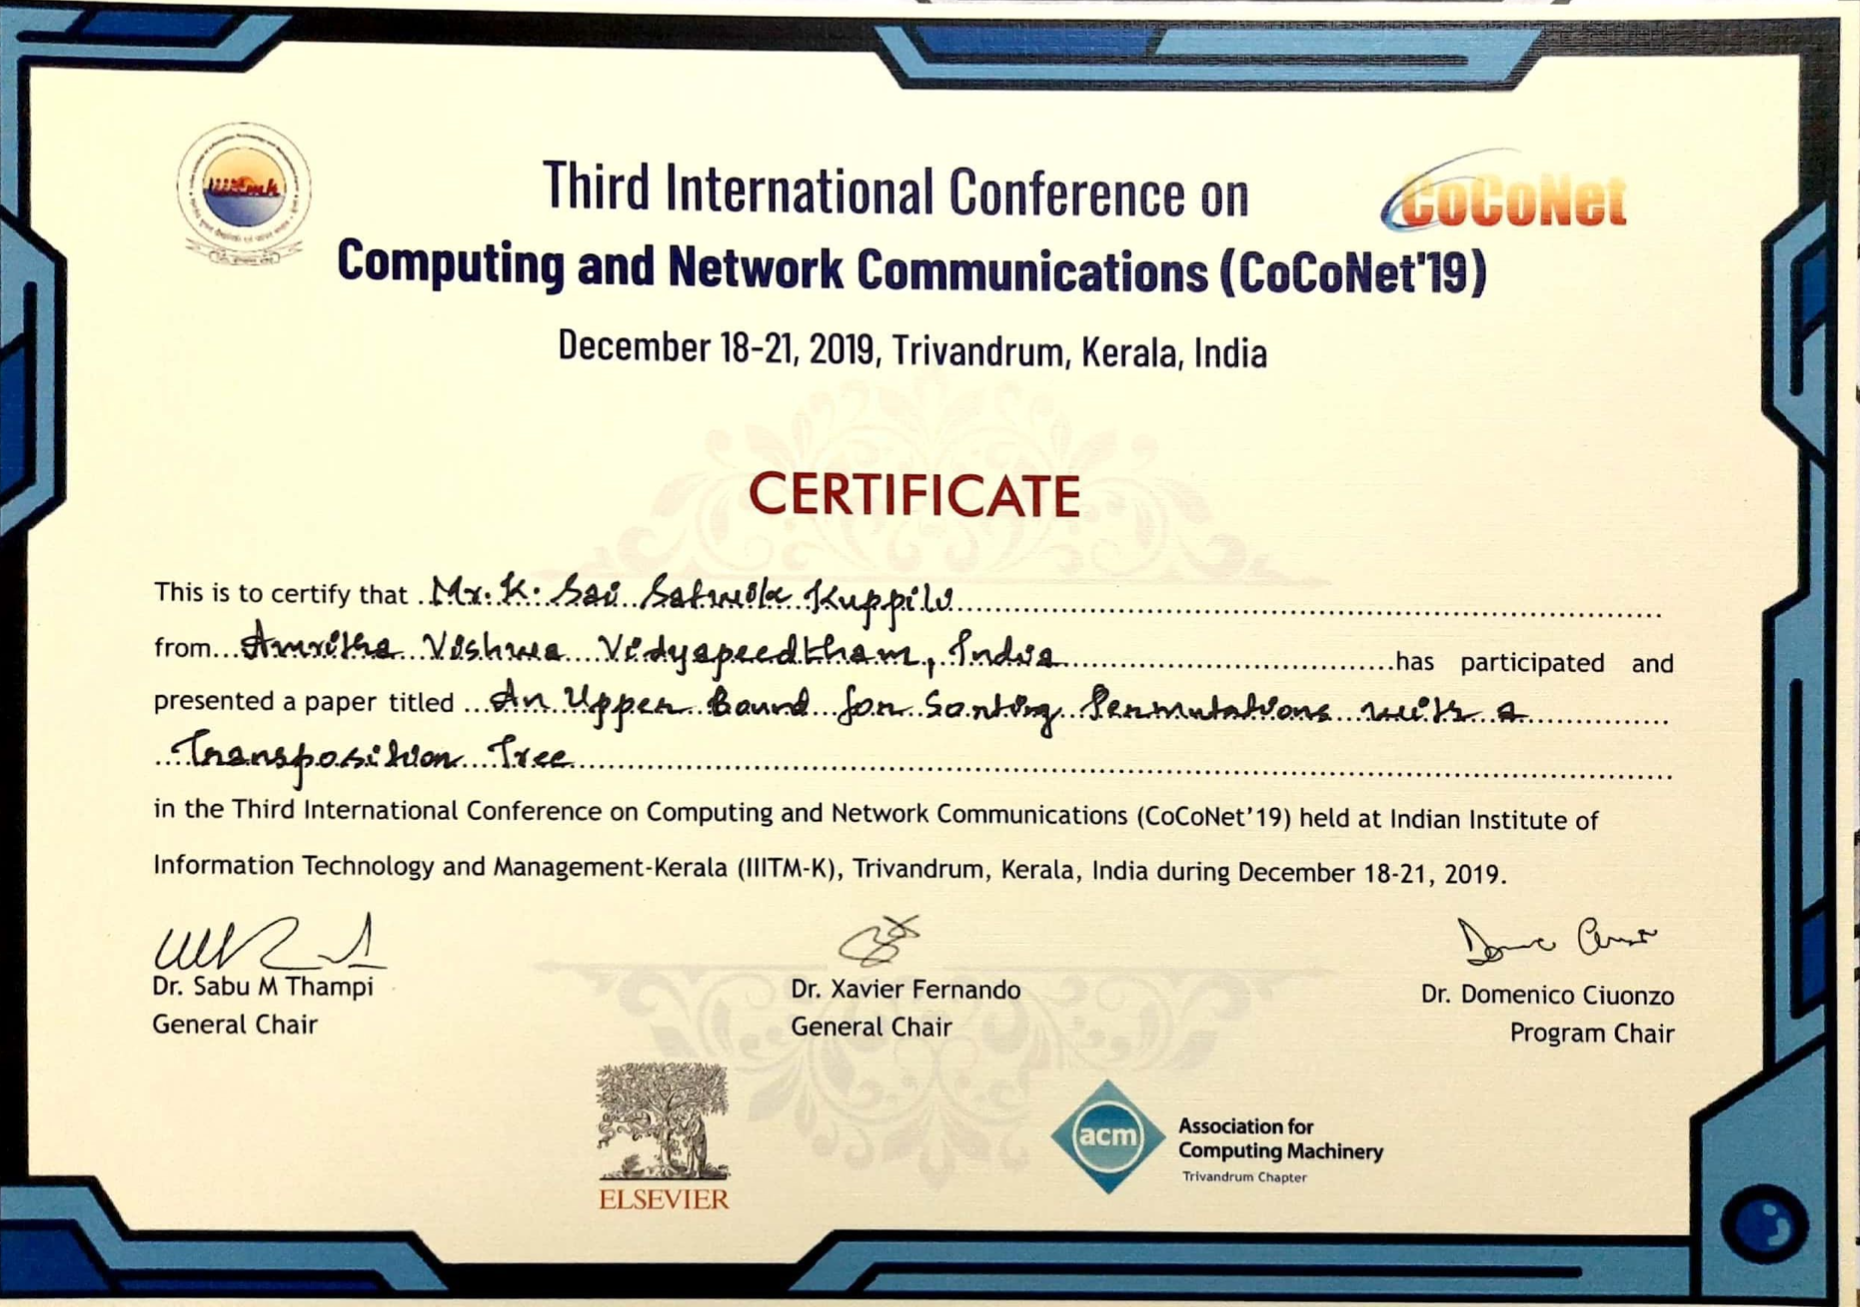 iiitmk
Third International Conference on
CoCoNet
Computing and Network Communications (CoCoNet'19)
December 18-21, 2019, Trivandrum, Kerala, India
CERTIFICATE
This is to certify that Mr. K. Sai Satwik Kuppili
from Amritha Vishwa Vidyapeedtham, India has participated and
presented a paper titled An Upper Bound for Sorting Permutations with a
Transposition Tree
in the Third International Conference on Computing and Network Communications (CoCoNet'19) held at Indian Institute of
Information Technology and Management-Kerala (IIITM-K), Trivandrum, Kerala, India during December 18-21, 2019.
Dr. Sabu M Thampi
General Chair
Dr. Xavier Fernando
General Chair
Dr. Domenico Ciuonzo
Program Chair
ELSEVIER
acm
Association for
Computing Machinery
Trivandrum Chapter